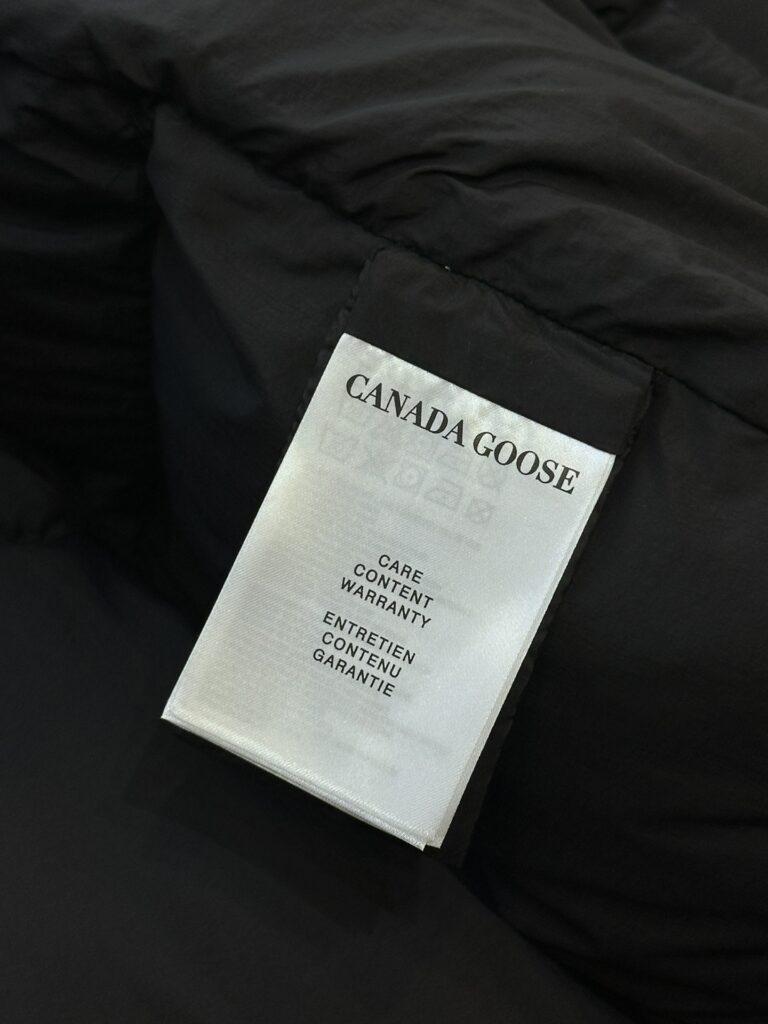 CANADA GOOSE
CARE
CONTENT
WARRANTY
ENTRETIEN
CONTENU
GARANTIE